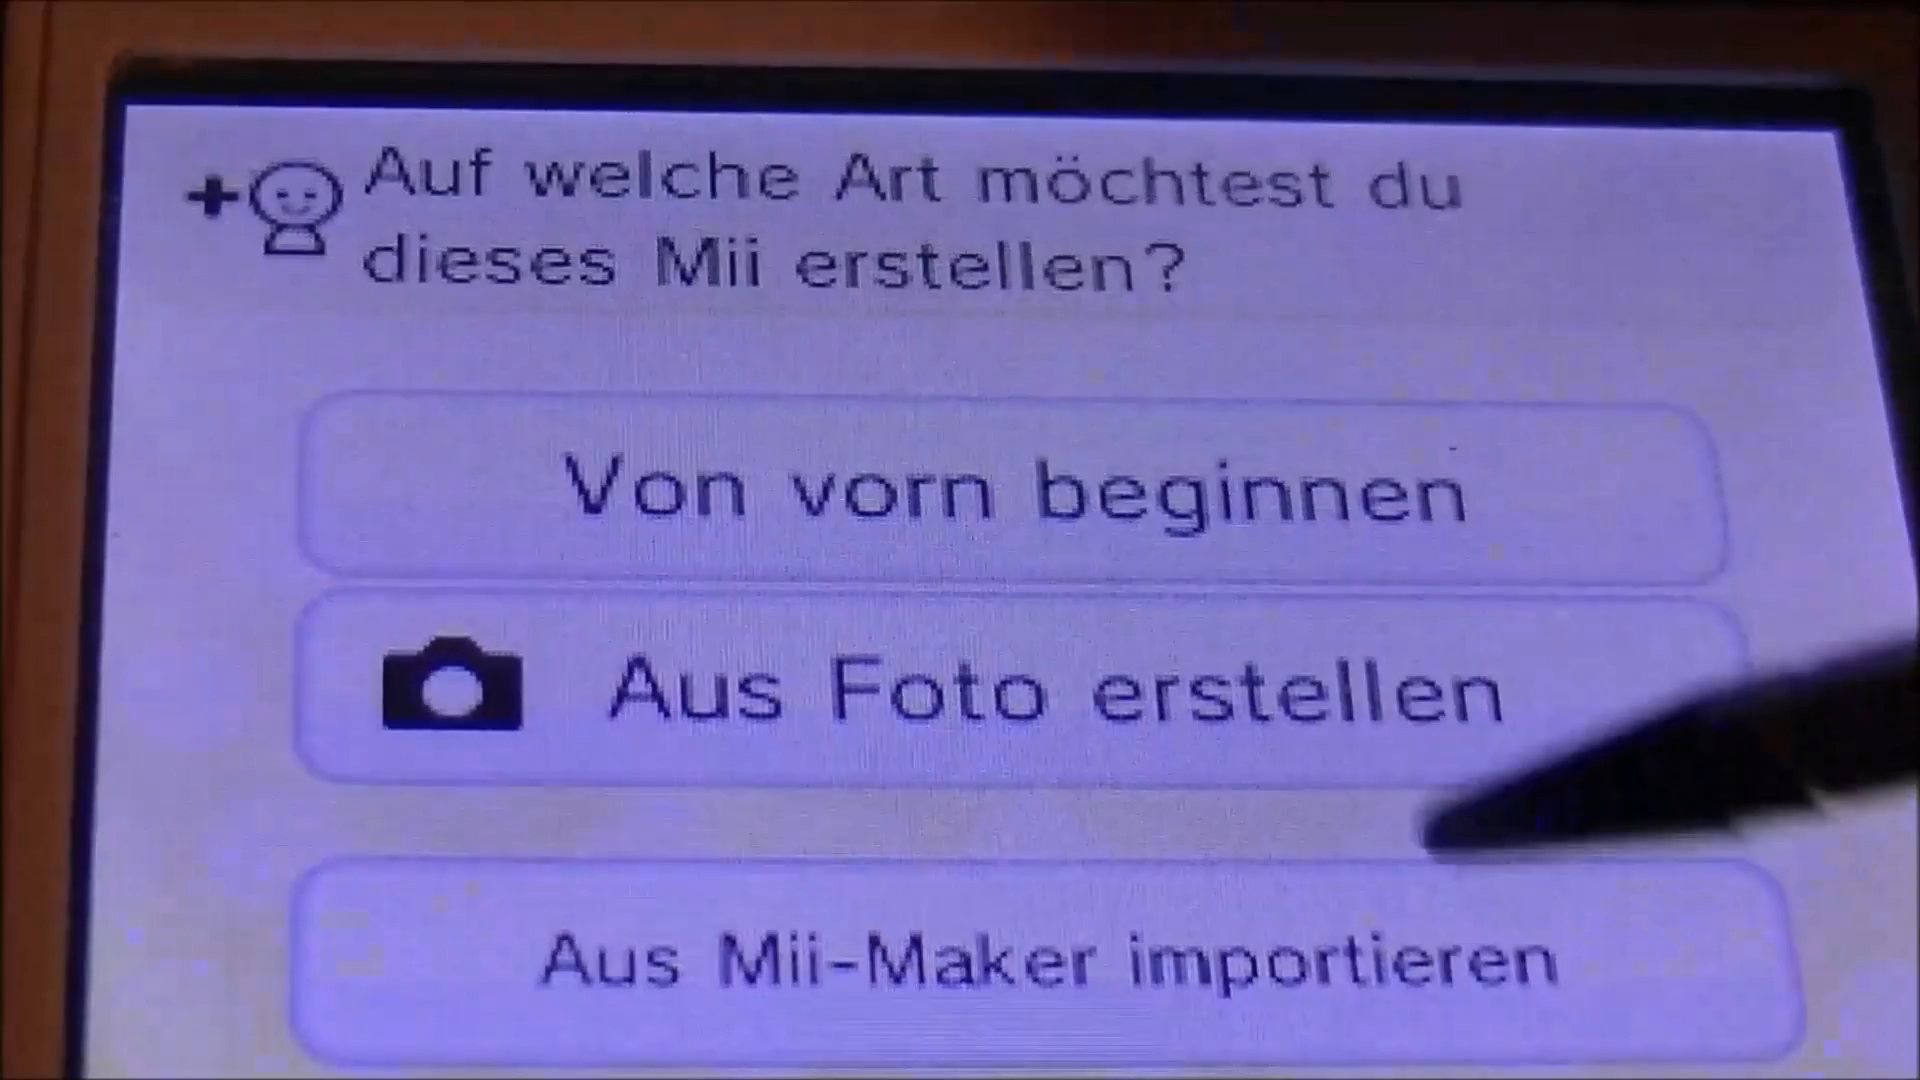 Auf welche Art möchtest du
dieses Mii erstellen?
Von vorn beginnen
Aus Foto erstellen
Aus Mii-Maker importieren